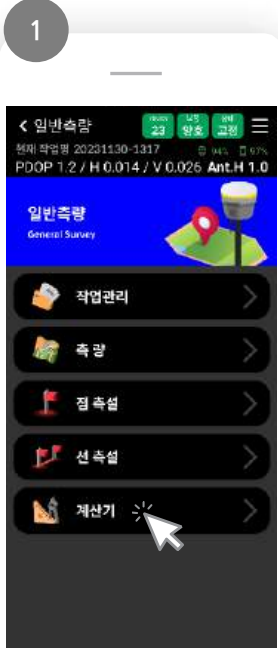 1
일반측량
23 양호 고정
현재 작업명 20231130-1317 94% 97%
PDOP 1.2 / H 0.014 / V 0.026 Ant.H 1.0
일반측량
General Survey
작업관리
측량
점 측설
선 측설
계산기